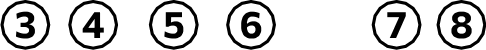 ③ ④ ⑤ ⑥ ⑦ ⑧